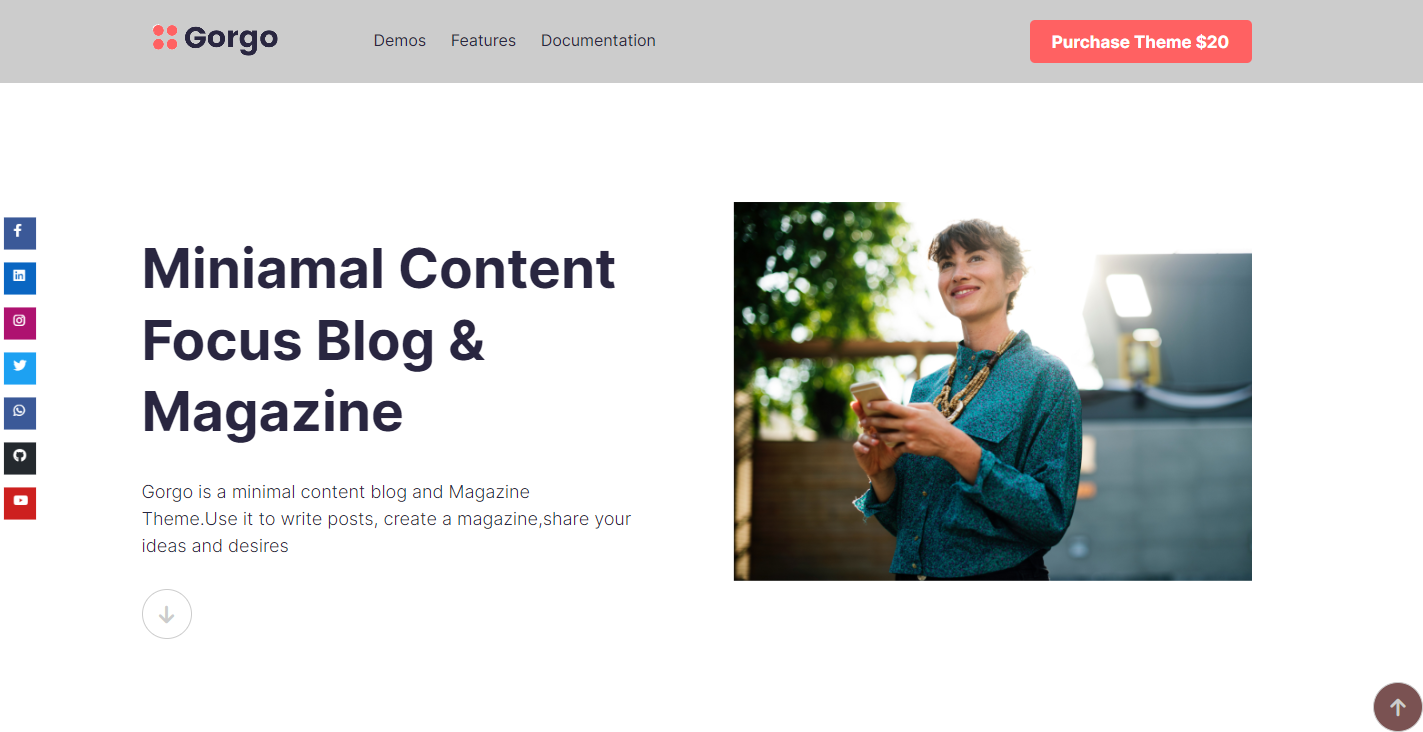 Gorgo
Demos Features Documentation
Purchase Theme $20
Miniamal Content
Focus Blog &
Magazine
Gorgo is a minimal content blog and Magazine
Theme.Use it to write posts, create a magazine,share your
ideas and desires